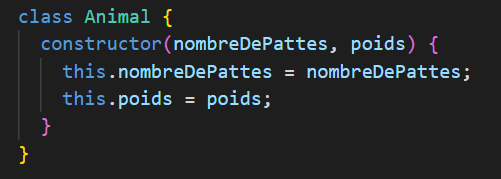 class Animal {
constructor(nombreDePattes, poids) {
this.nombreDePattes = nombreDePattes;
this.poids = poids;
}
}